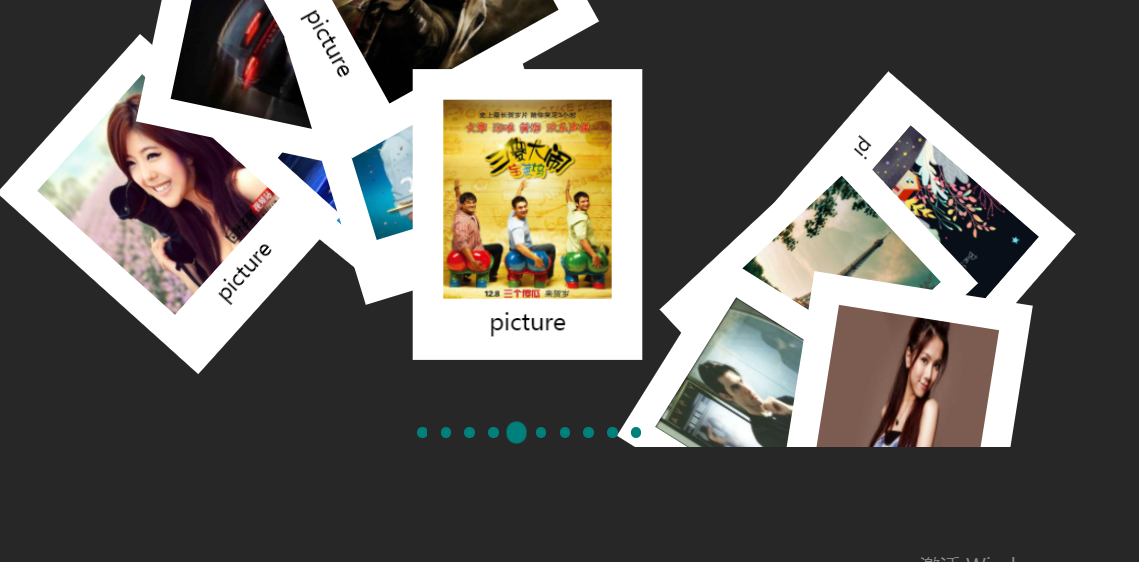 picture
picture
史上最长贺岁片 陪你笑足3小时
三傻大闹
宝莱坞
12.8 三个傻瓜 来贺岁
picture
pi
激活 Wind